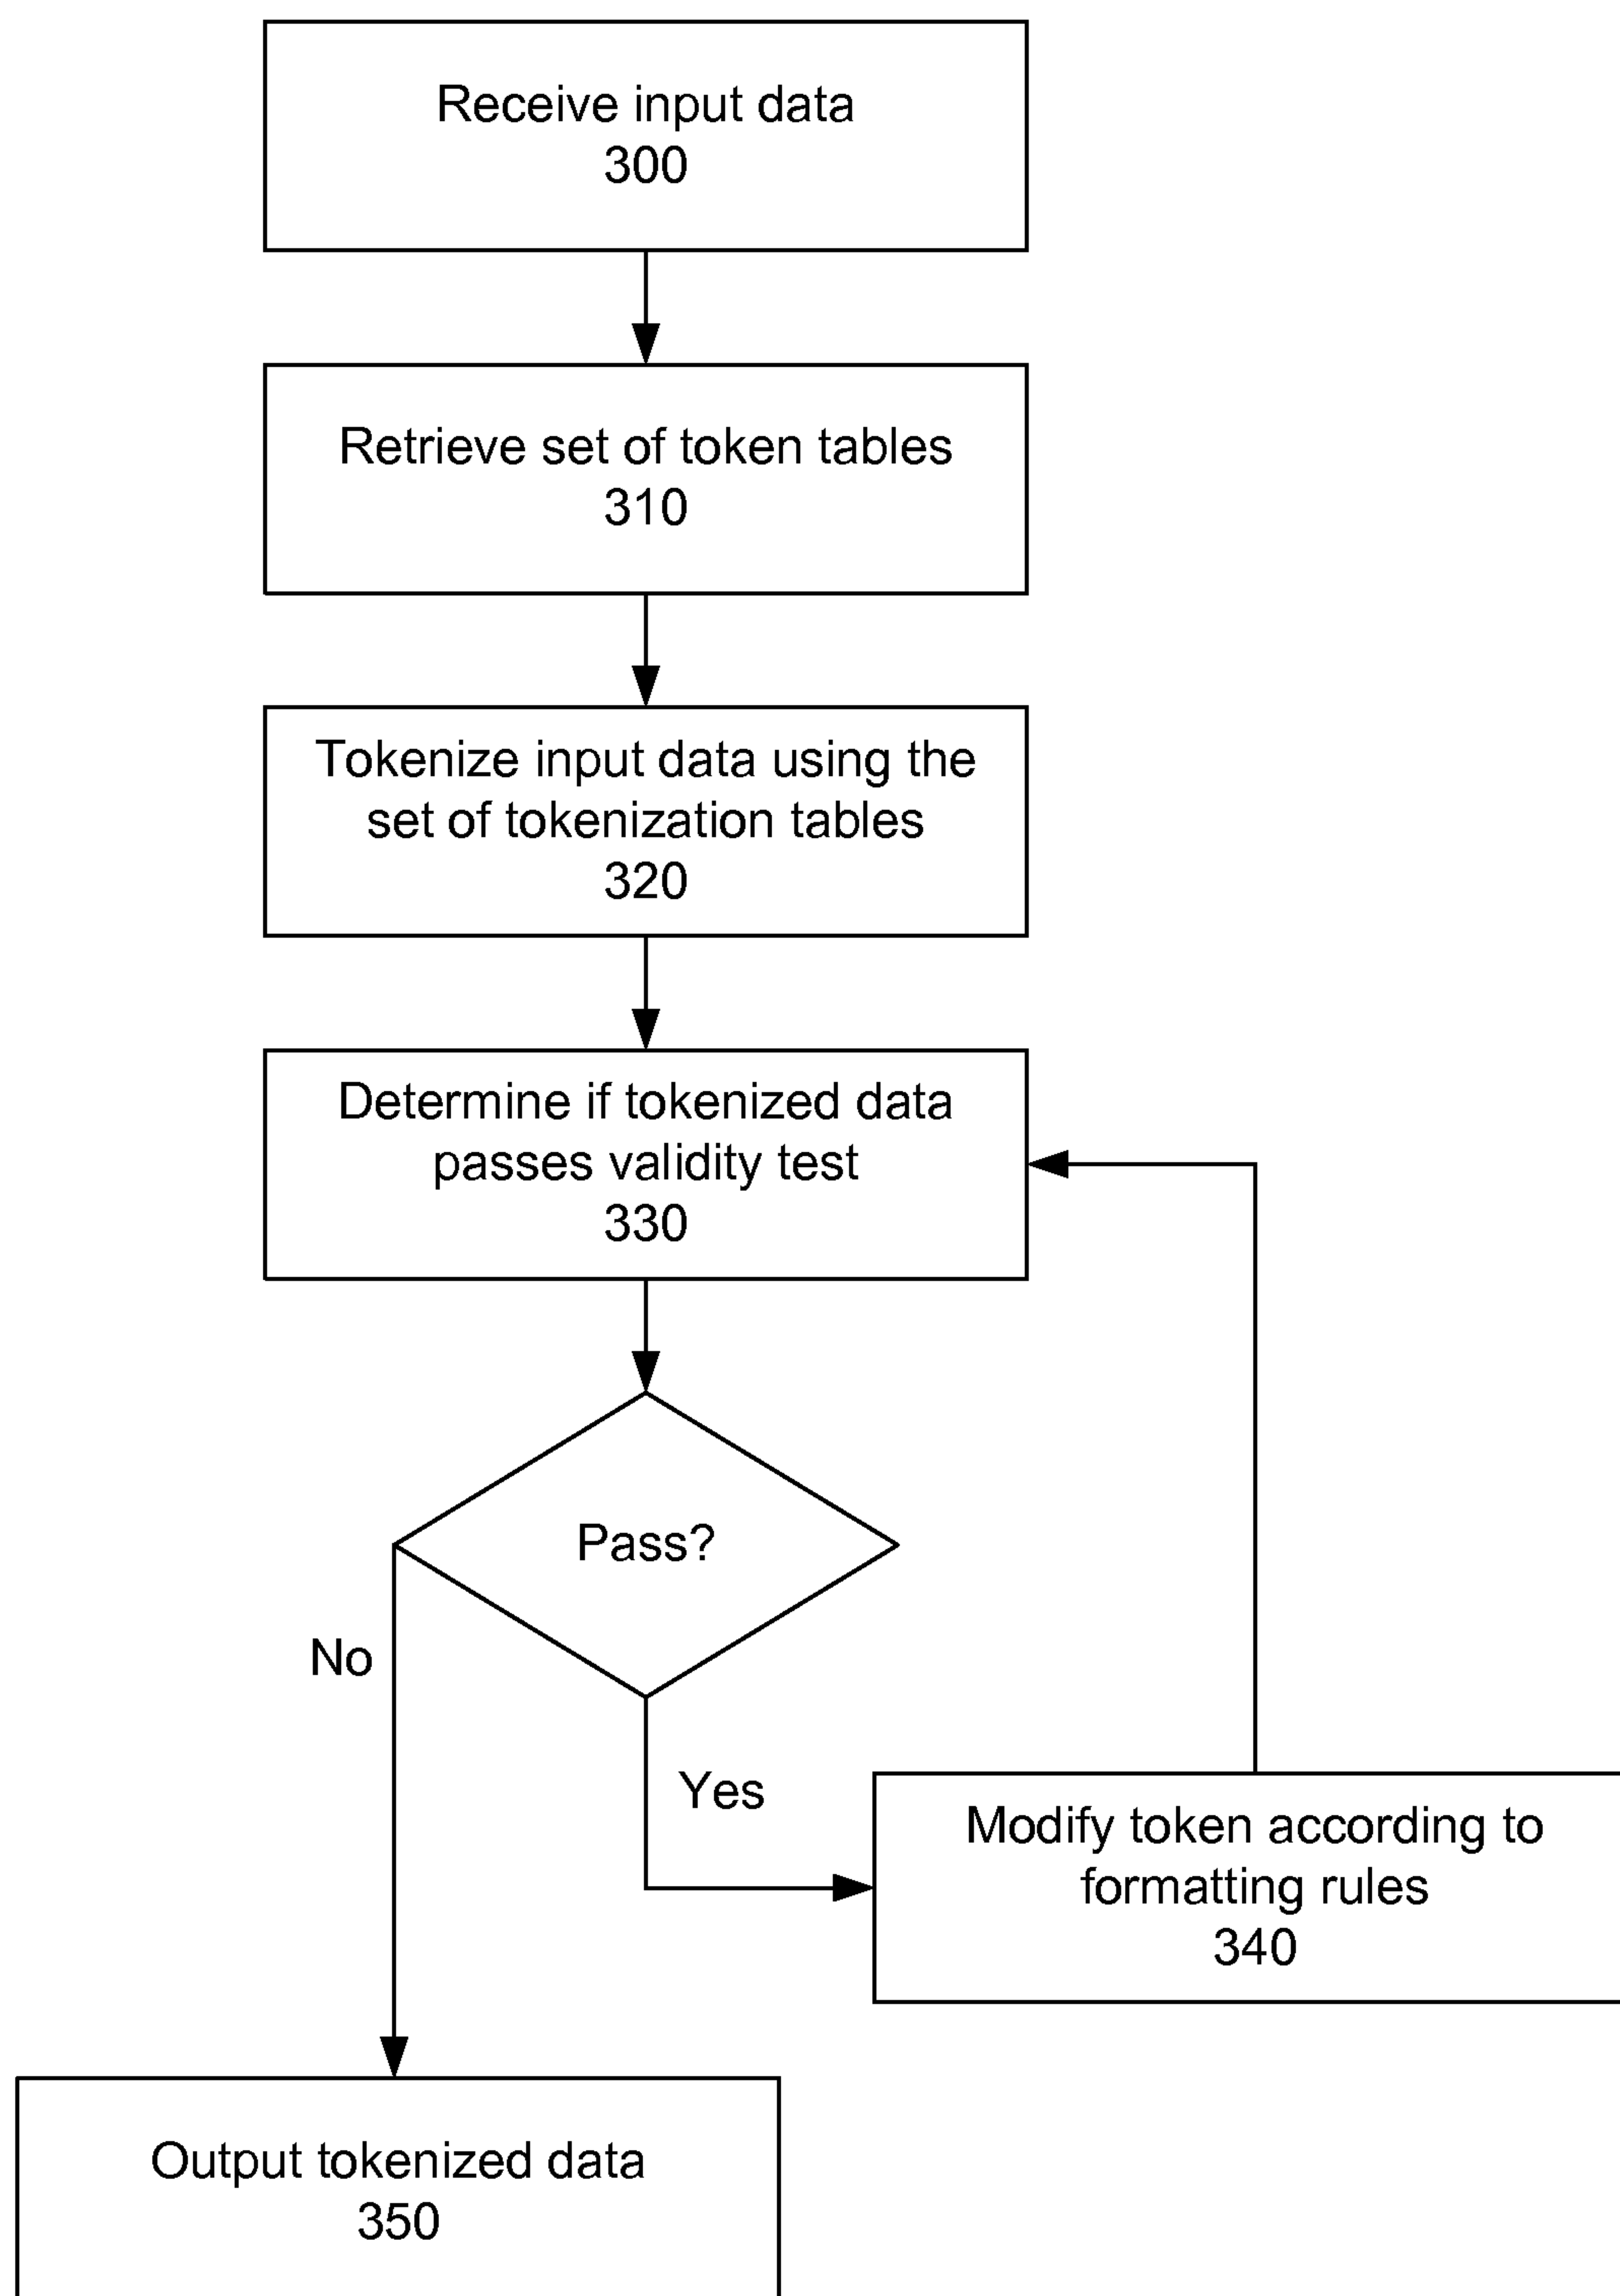 Receive input data
300
Retrieve set of token tables
310
Tokenize input data using the
set of tokenization tables
320
Determine if tokenized data
passes validity test
330
Pass?
No
Yes
Modify token according to
formatting rules
340
Output tokenized data
350